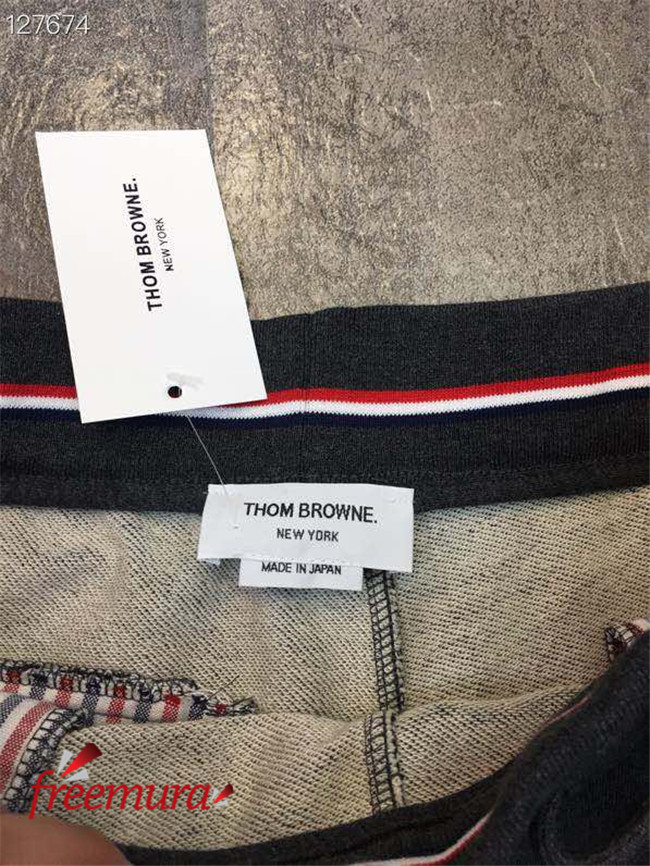 127674
THOM BROWNE.
NEW YORK
THOM BROWNE.
NEW YORK
MADE IN JAPAN
freemura